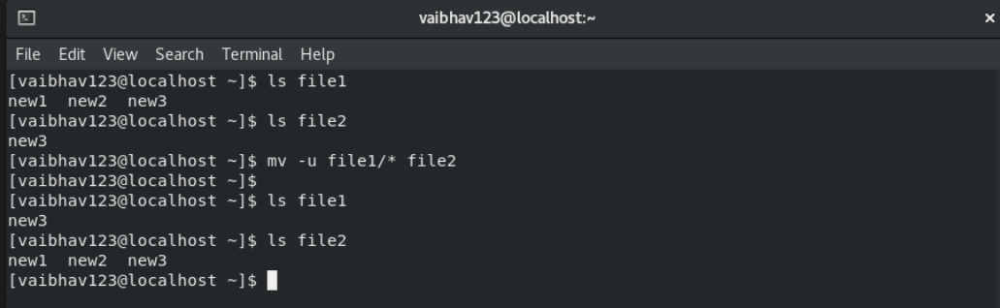 vaibhav123@localhost:~
File Edit View Search Terminal Help
[vaibhav123@localhost ~]$ ls file1
new1  new2  new3
[vaibhav123@localhost ~]$ ls file2
new3
[vaibhav123@localhost ~]$ mv -u file1/* file2
[vaibhav123@localhost ~]$
[vaibhav123@localhost ~]$ ls file1
new3
[vaibhav123@localhost ~]$ ls file2
new1  new2  new3
[vaibhav123@localhost ~]$